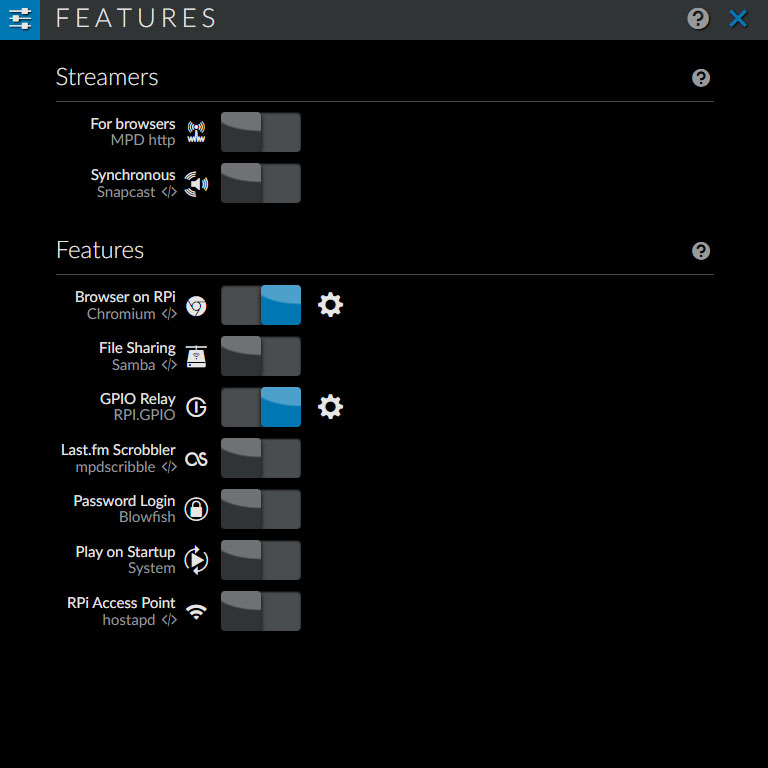 FEATURES
Streamers
For browsers
MPD http
Synchronous
Snapcast </>
Features
Browser on RPi
Chromium </>
File Sharing
Samba </>
GPIO Relay
RPI.GPIO
Last.fm Scrobbler
mpdscribble </>
Password Login
Blowfish
Play on Startup
System
RPi Access Point
hostapd </>